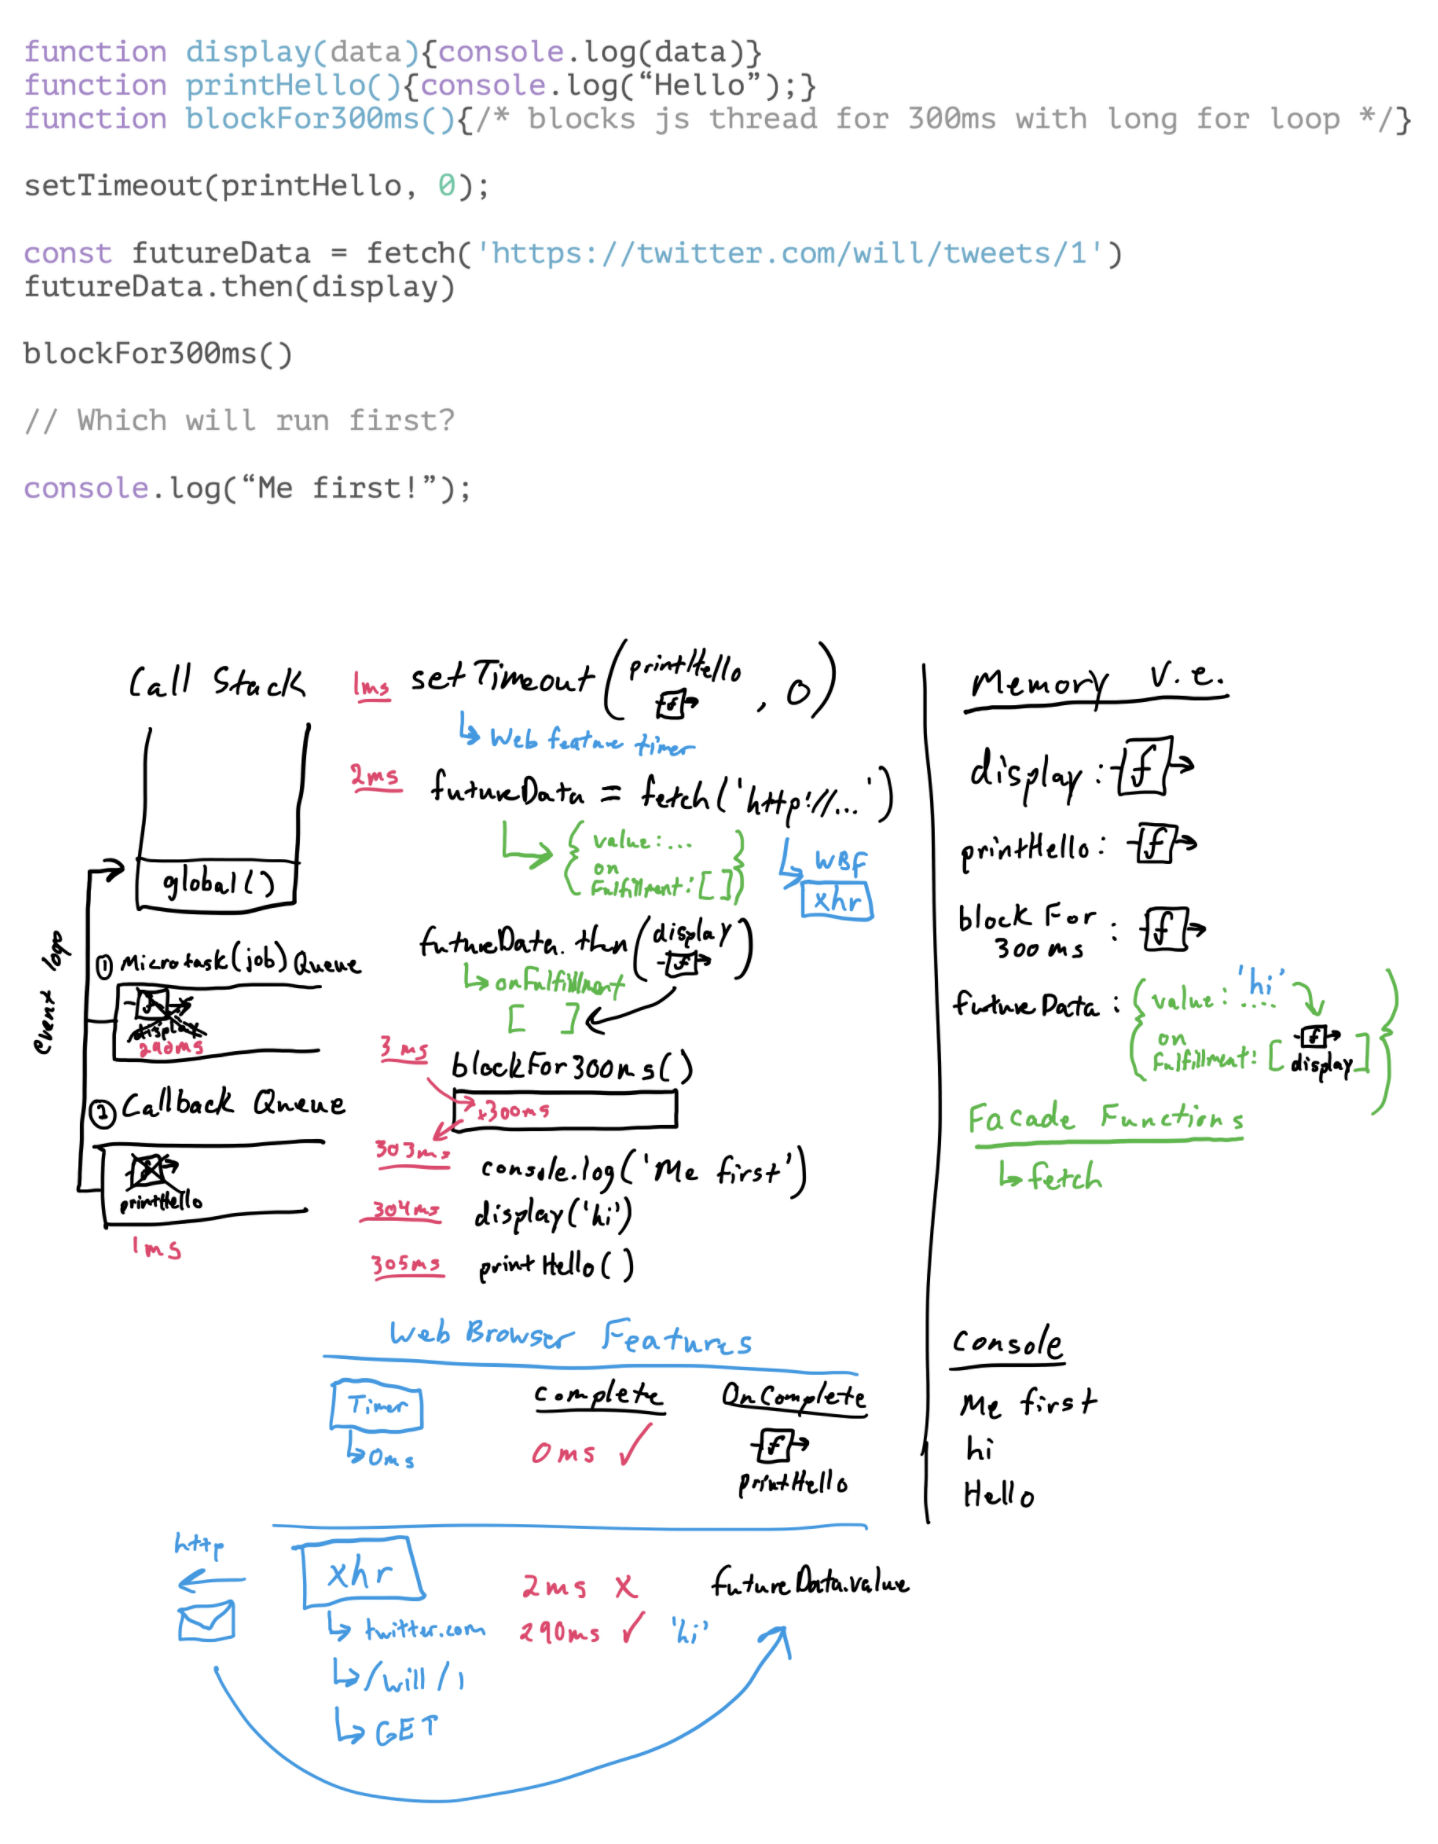 function display(data){console.log(data)}
function printHello(){console.log(“Hello”);}
function blockFor300ms(){/* blocks js thread for 300ms with long for loop */}
setTimeout(printHello, 0);
const futureData = fetch('https://twitter.com/will/tweets/1')
futureData.then(display)
blockFor300ms()
// Which will run first?
console.log(“Me first!”);
Call Stack
global()
Event loop
① Microtask(job) Queue
f
display
290ms
② Callback Queue
f
printHello
1ms
1ms setTimeout(printHello, 0)
f
Web feature timer
2ms futureData = fetch('http://...')
{ value:...
on
Fulfillment: [ ] }
WBF
xhr
futureData.then(display)
f
onFulfillment
[ ]
3ms blockFor300ms()
+300ms
303ms console.log('Me first')
304ms display('hi')
305ms printHello()
Memory V.E.
display: f
printHello: f
blockFor
300ms : f
'hi'
futureData: { value: ....
on
Fulfillment: [ f
display ] }
Facade Functions
fetch
Console
Me first
hi
Hello
Web Browser Features
Timer
0ms
Complete
0ms ✓
OnComplete
f
printHello
http
xhr
twitter.com
/will/1
GET
2ms x
290ms ✓ 'hi'
futureData.value